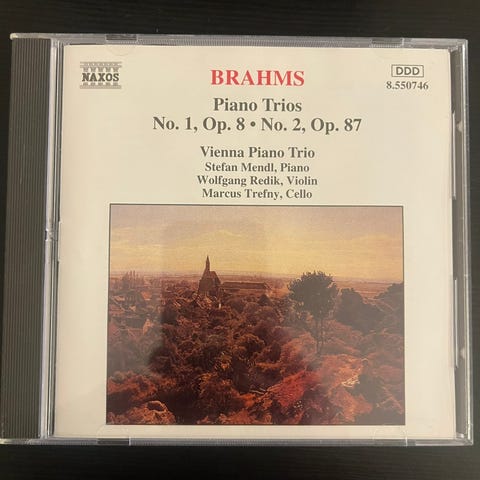 NAXOS
BRAHMS
DDD
8.550746
Piano Trios
No. 1, Op. 8 • No. 2, Op. 87
Vienna Piano Trio
Stefan Mendl, Piano
Wolfgang Redik, Violin
Marcus Trefny, Cello